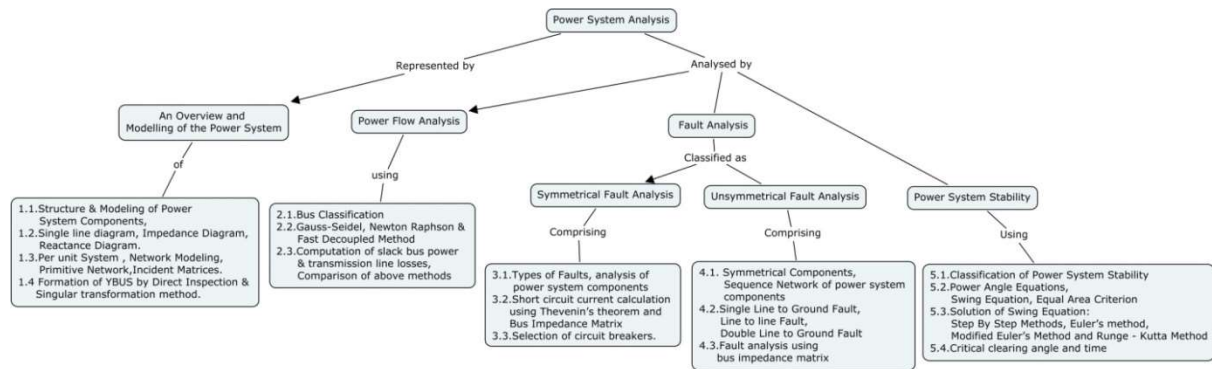 Power System Analysis
Represented by
Analysed by
An Overview and
Modelling of the Power System
Power Flow Analysis
Fault Analysis
of
using
Classified as
Symmetrical Fault Analysis
Unsymmetrical Fault Analysis
Power System Stability
Comprising
Comprising
Using
1.1.Structure & Modeling of Power
System Components,
1.2.Single line diagram, Impedance Diagram,
Reactance Diagram.
1.3.Per unit System , Network Modeling,
Primitive Network,Incident Matrices.
1.4 Formation of YBUS by Direct Inspection &
Singular transformation method.
2.1.Bus Classification
2.2.Gauss-Seidel, Newton Raphson &
Fast Decoupled Method
2.3.Computation of slack bus power
& transmission line losses,
Comparison of above methods
3.1.Types of Faults, analysis of
power system components
3.2.Short circuit current calculation
using Thevenin's theorem and
Bus Impedance Matrix
3.3.Selection of circuit breakers.
4.1. Symmetrical Components,
Sequence Network of power system
components
4.2.Single Line to Ground Fault,
Line to line Fault,
Double Line to Ground Fault
4.3.Fault analysis using
bus impedance matrix
5.1.Classification of Power System Stability
5.2.Power Angle Equations,
Swing Equation, Equal Area Criterion
5.3.Solution of Swing Equation:
Step By Step Methods, Euler's method,
Modified Euler's Method and Runge - Kutta Method
5.4.Critical clearing angle and time